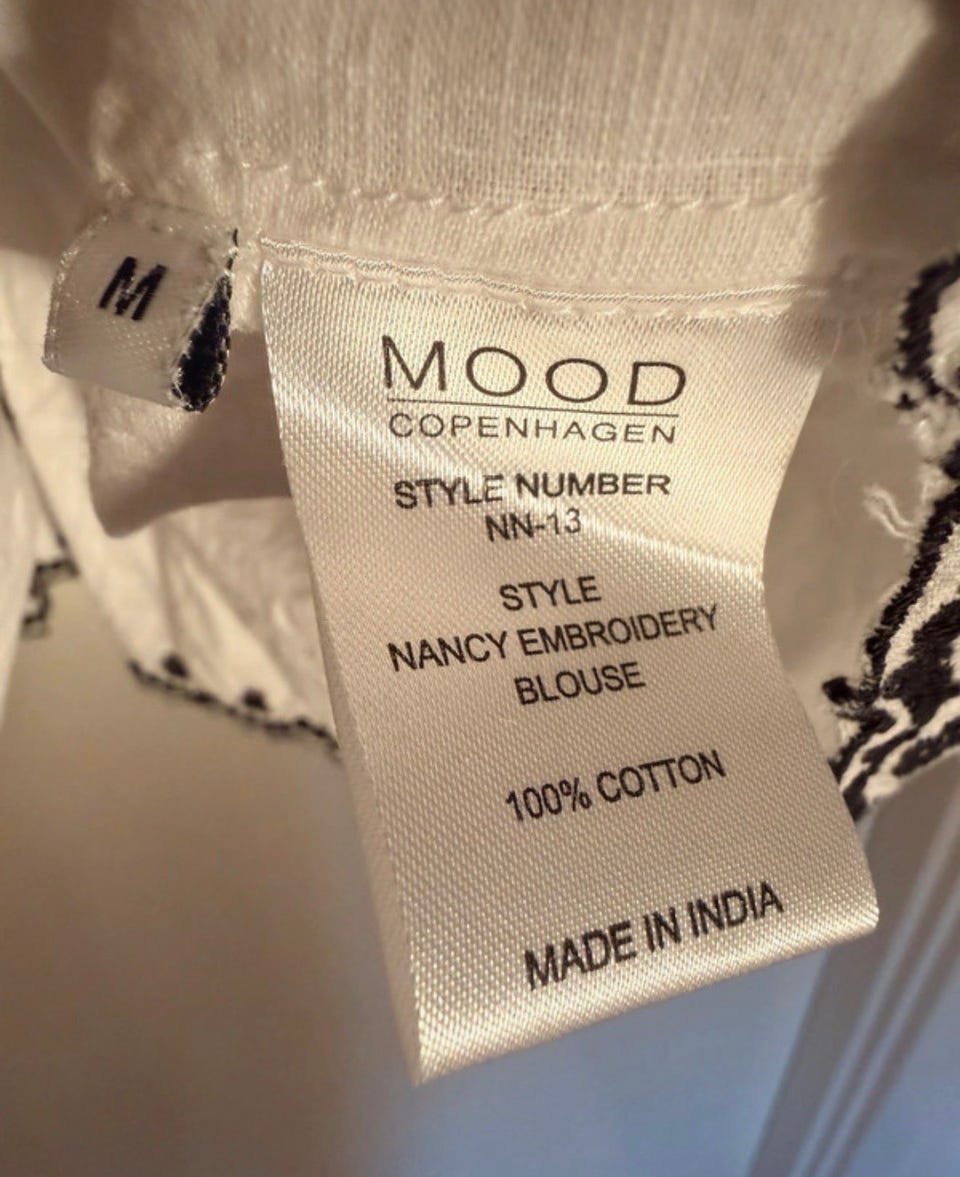 M
MOOD
COPENHAGEN
STYLE NUMBER
NN-13
STYLE
NANCY EMBROIDERY
BLOUSE
100% COTTON
MADE IN INDIA